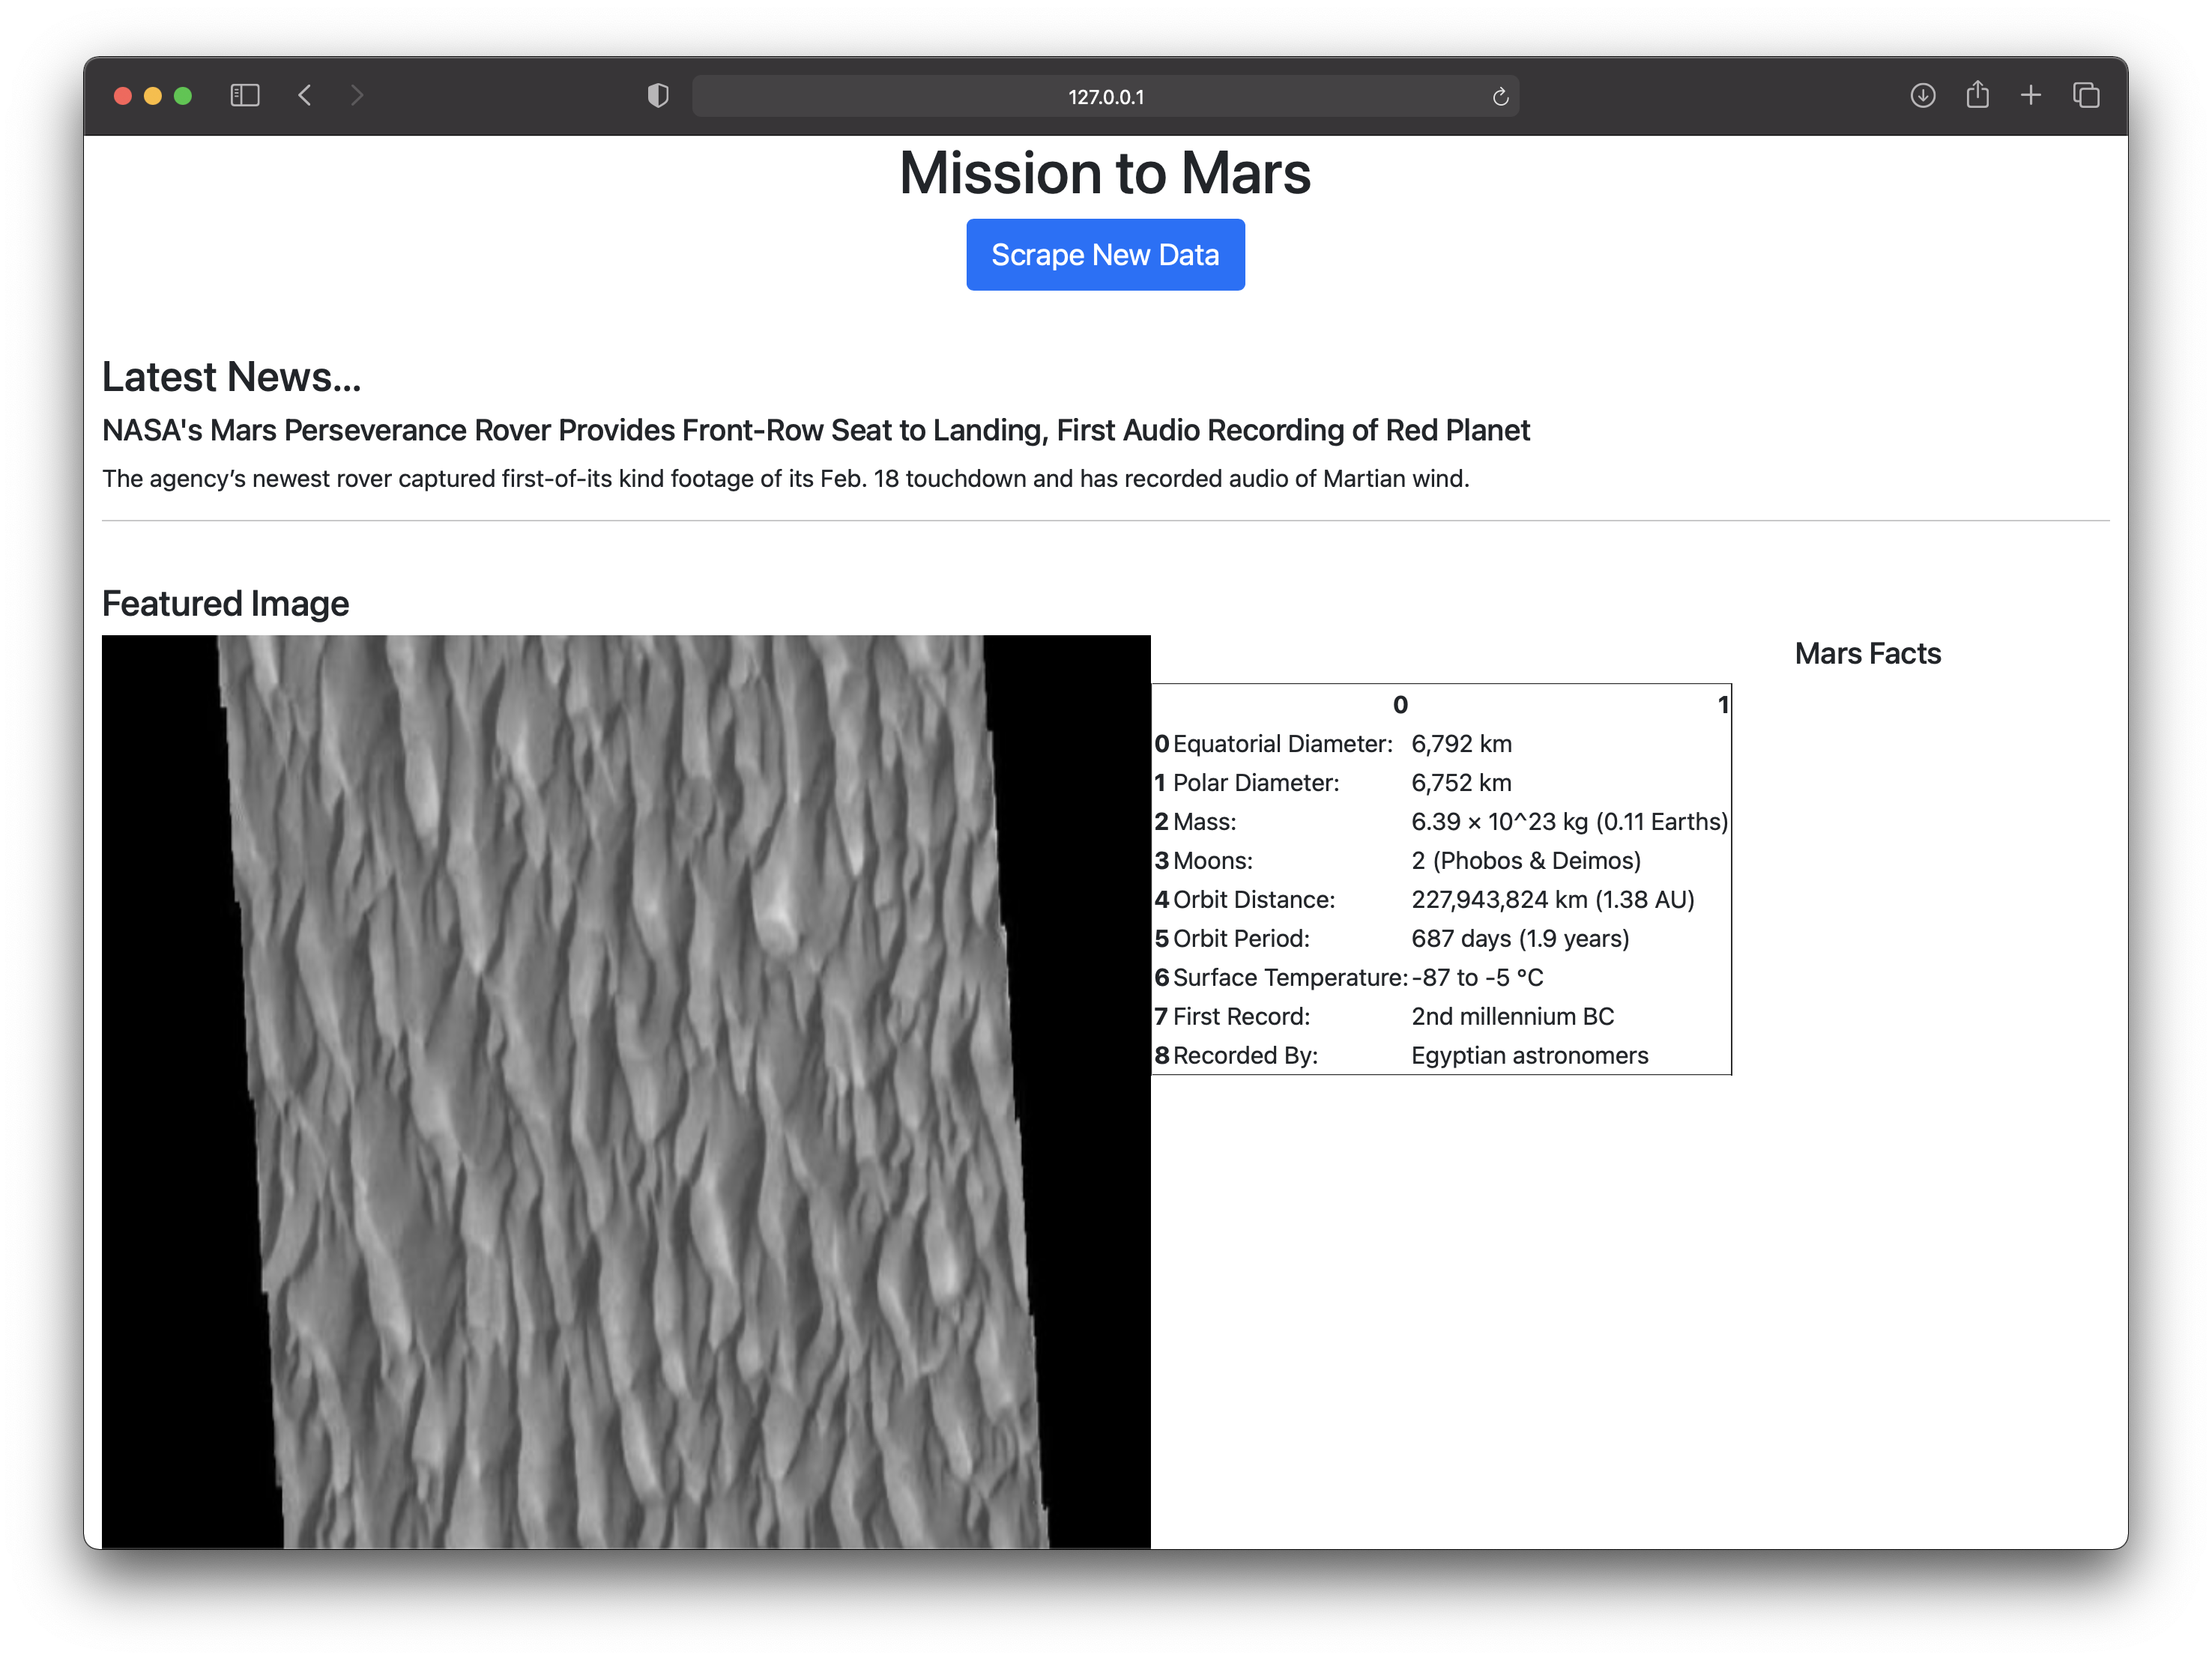 127.0.0.1
Mission to Mars
Scrape New Data
Latest News...
NASA's Mars Perseverance Rover Provides Front-Row Seat to Landing, First Audio Recording of Red Planet
The agency’s newest rover captured first-of-its kind footage of its Feb. 18 touchdown and has recorded audio of Martian wind.
Featured Image
Mars Facts
0 1
0 Equatorial Diameter: 6,792 km
1 Polar Diameter: 6,752 km
2 Mass: 6.39 × 10^23 kg (0.11 Earths)
3 Moons: 2 (Phobos & Deimos)
4 Orbit Distance: 227,943,824 km (1.38 AU)
5 Orbit Period: 687 days (1.9 years)
6 Surface Temperature: -87 to -5 °C
7 First Record: 2nd millennium BC
8 Recorded By: Egyptian astronomers